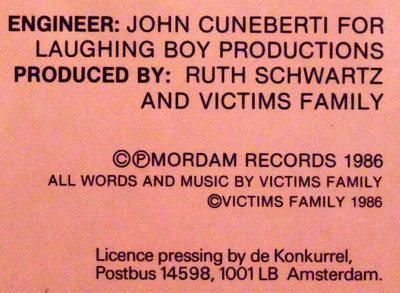 ENGINEER: JOHN CUNEBERTI FOR
LAUGHING BOY PRODUCTIONS
PRODUCED BY: RUTH SCHWARTZ
AND VICTIMS FAMILY
©℗MORDAM RECORDS 1986
ALL WORDS AND MUSIC BY VICTIMS FAMILY
©VICTIMS FAMILY 1986
Licence pressing by de Konkurrel,
Postbus 14598, 1001 LB Amsterdam.